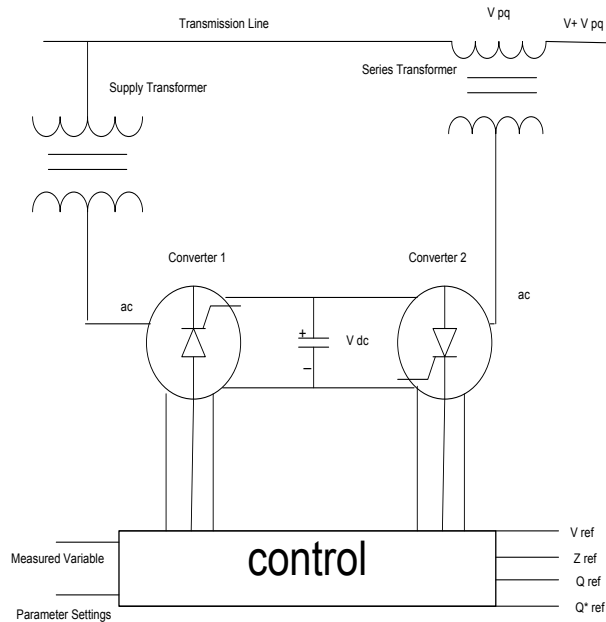 V pq
Transmission Line
V+ V pq
Series Transformer
Supply Transformer
Converter 1
Converter 2
ac
ac
+
V dc
–
control
V ref
Measured Variable
Z ref
Q ref
Parameter Settings
Q* ref